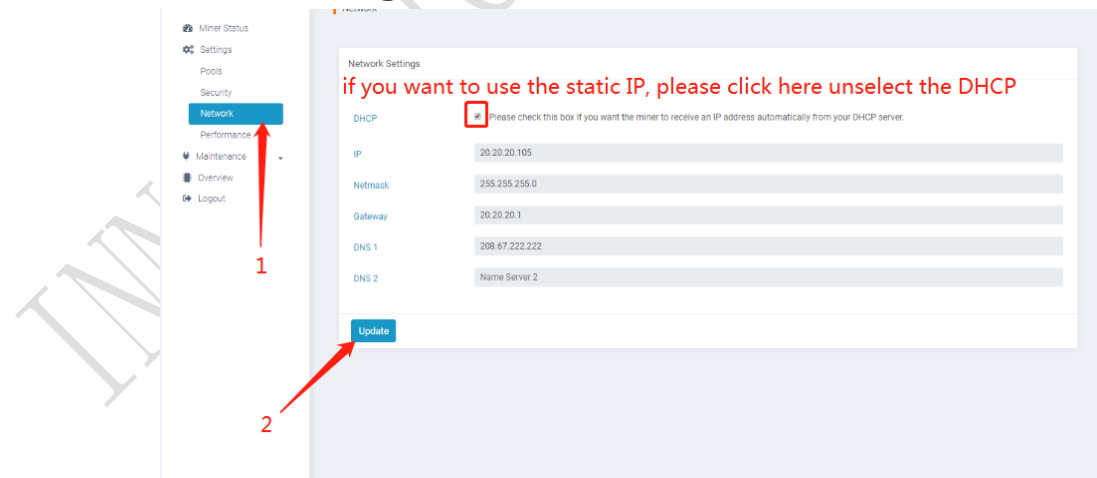 Network
Miner Status
Settings
Pools
Security
Network
Performance
Maintenance
Overview
Logout
Network Settings
if you want to use the static IP, please click here unselect the DHCP
DHCP
Please check this box if you want the miner to receive an IP address automatically from your DHCP server.
IP
20.20.20.105
Netmask
255.255.255.0
Gateway
20.20.20.1
DNS 1
208.67.222.222
DNS 2
Name Server 2
Update
1
2
INN